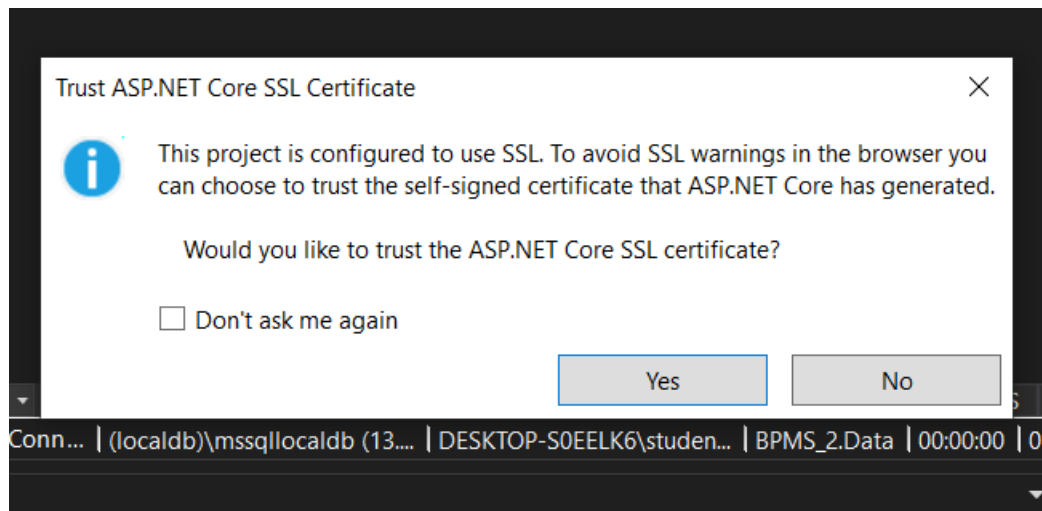 Trust ASP.NET Core SSL Certificate
This project is configured to use SSL. To avoid SSL warnings in the browser you
can choose to trust the self-signed certificate that ASP.NET Core has generated.
Would you like to trust the ASP.NET Core SSL certificate?
Don't ask me again
Yes No
Conn... | (localdb)\mssqllocaldb (13.... | DESKTOP-S0EELK6\studen... | BPMS_2.Data | 00:00:00 | 0